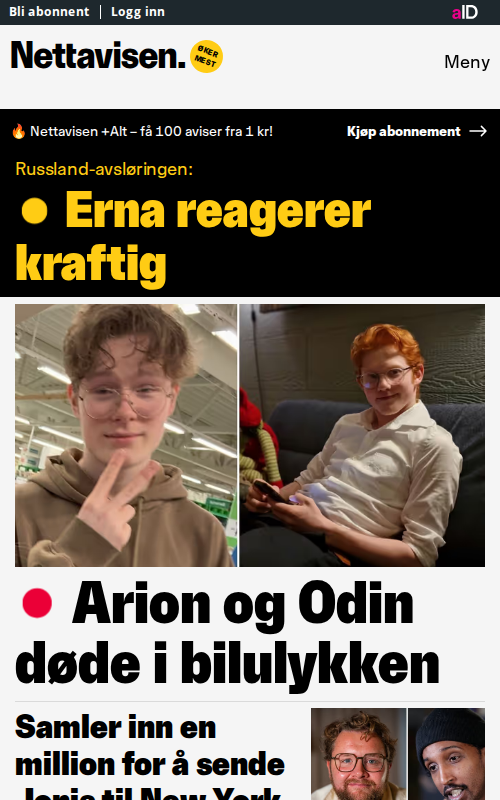 Bli abonnent | Logg inn
aID
Nettavisen.
ØKER
MEST
Meny
Nettavisen +Alt – få 100 aviser fra 1 kr!
Kjøp abonnement →
Russland-avsløringen:
Erna reagerer
kraftig
Arion og Odin
døde i bilulykken
Samler inn en
million for å sende